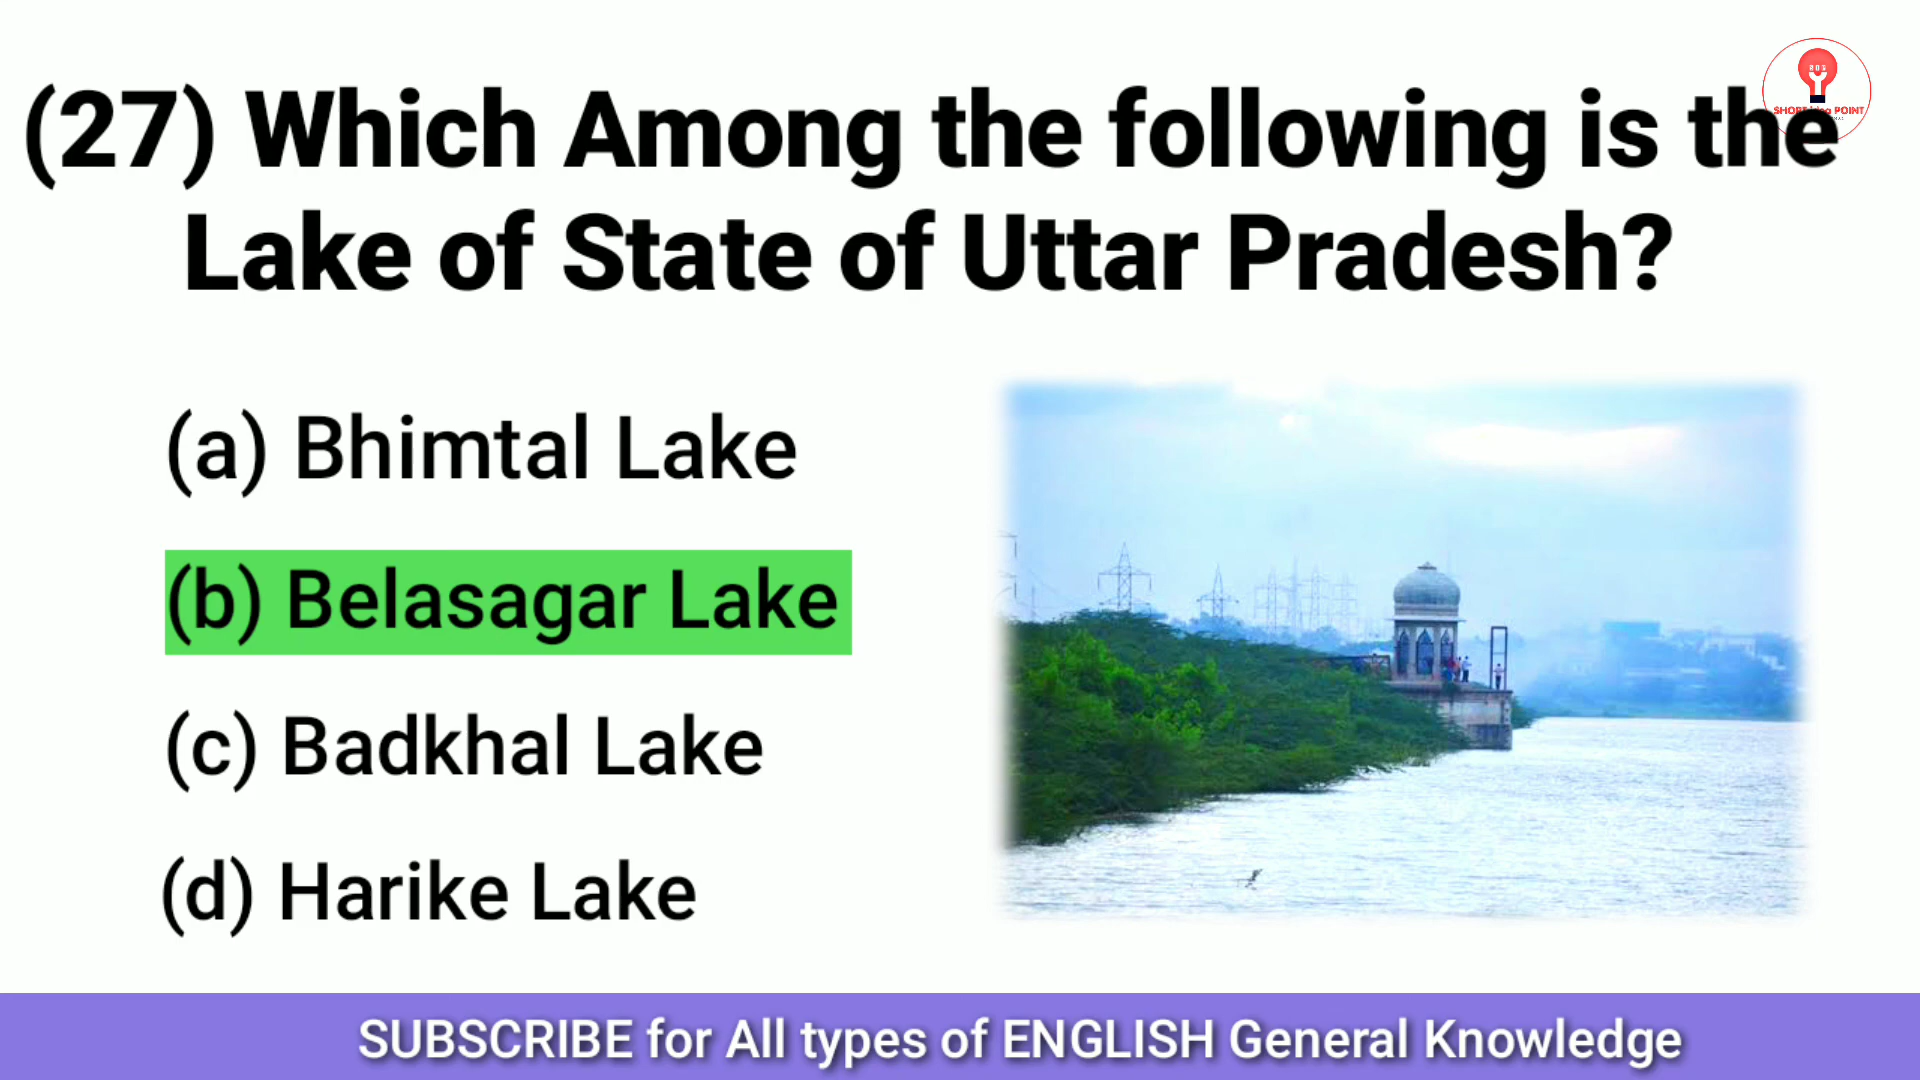 (27) Which Among the following is the
Lake of State of Uttar Pradesh?
(a) Bhimtal Lake
(b) Belasagar Lake
(c) Badkhal Lake
(d) Harike Lake
SUBSCRIBE for All types of ENGLISH General Knowledge